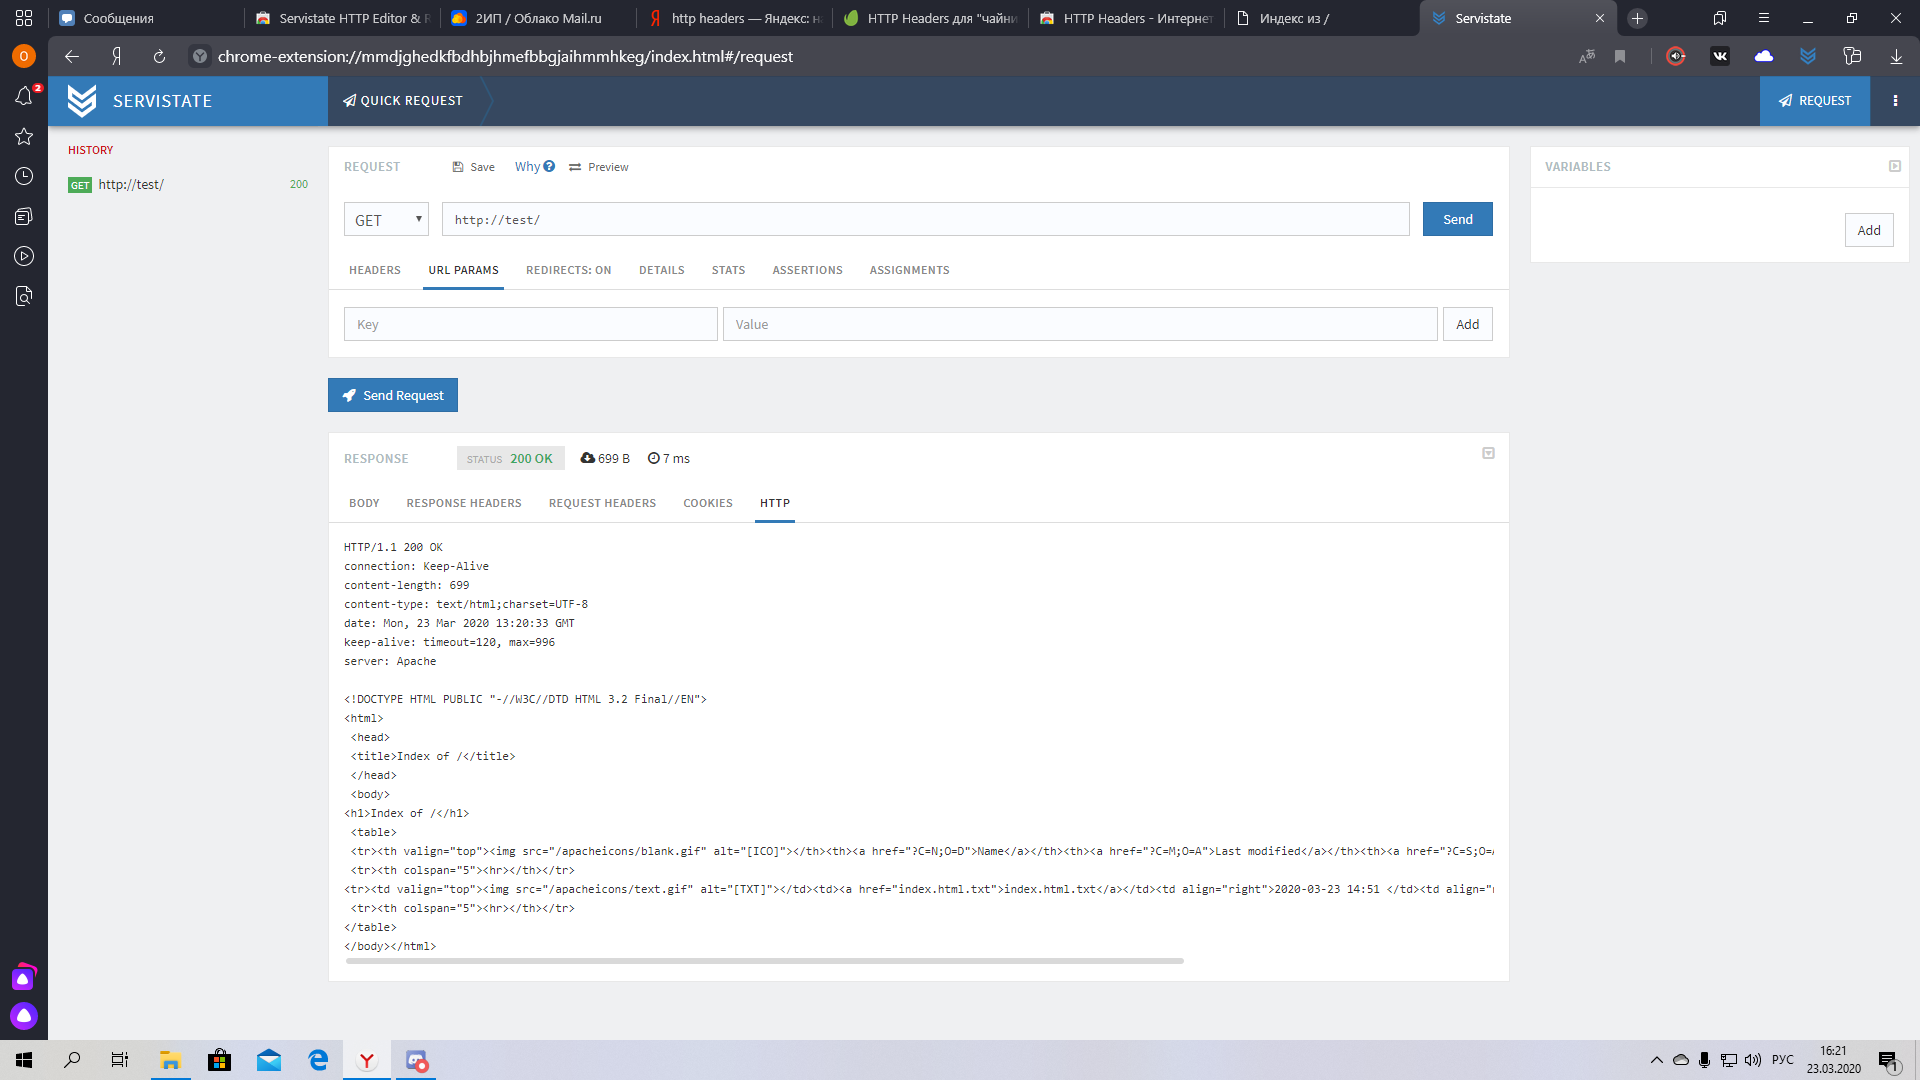 Сообщения
Servistate HTTP Editor & R
2ИП / Облако Mail.ru
http headers — Яндекс: н
HTTP Headers для "чайни
HTTP Headers - Интернет
Индекс из /
Servistate
О
chrome-extension://mmdjghedkfbdhbjhmefbbgjaihmmhkeg/index.html#/request
2
SERVISTATE
QUICK REQUEST
REQUEST
HISTORY
GET http://test/ 200
REQUEST Save Why Preview
GET http://test/ Send
HEADERS URL PARAMS REDIRECTS: ON DETAILS STATS ASSERTIONS ASSIGNMENTS
Key Value Add
Send Request
VARIABLES
Add
RESPONSE STATUS 200 OK 699 B 7 ms
BODY RESPONSE HEADERS REQUEST HEADERS COOKIES HTTP
HTTP/1.1 200 OK
connection: Keep-Alive
content-length: 699
content-type: text/html;charset=UTF-8
date: Mon, 23 Mar 2020 13:20:33 GMT
keep-alive: timeout=120, max=996
server: Apache
<!DOCTYPE HTML PUBLIC "-//W3C//DTD HTML 3.2 Final//EN">
<html>
<head>
<title>Index of /</title>
</head>
<body>
<h1>Index of /</h1>
<table>
<tr><th valign="top"><img src="/apacheicons/blank.gif" alt="[ICO]"></th><th><a href="?C=N;O=D">Name</a></th><th><a href="?C=M;O=A">Last modified</a></th><th><a href="?C=S;O=A
<tr><th colspan="5"><hr></th></tr>
<tr><td valign="top"><img src="/apacheicons/text.gif" alt="[TXT]"></td><td><a href="index.html.txt">index.html.txt</a></td><td align="right">2020-03-23 14:51 </td><td align="r
<tr><th colspan="5"><hr></th></tr>
</table>
</body></html>
РУС
16:21
23.03.2020
1